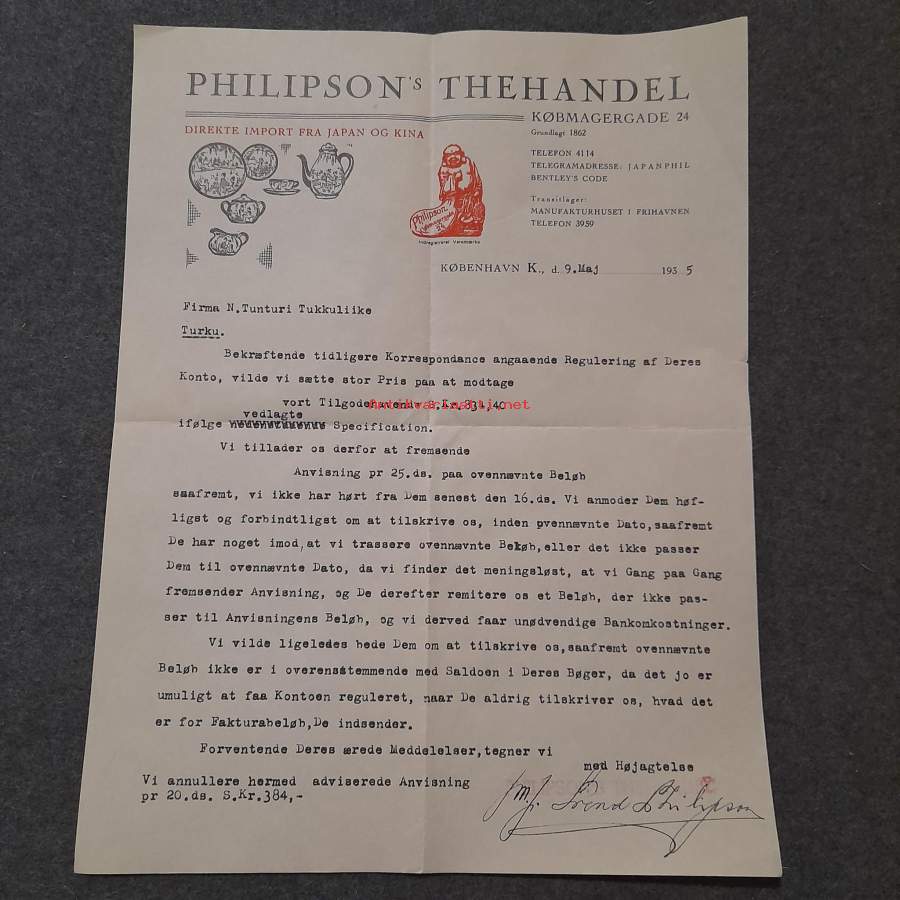 PHILIPSON'S THEHANDEL
KØBMAGERGADE 24
Grundlagt 1862
DIREKTE IMPORT FRA JAPAN OG KINA
TELEFON 4114
TELEGRAMADRESSE: JAPANPHIL
BENTLEY'S CODE
Transitlager:
MANUFAKTURHUSET I FRIHAVNEN
TELEFON 3959
Philipson
Købmagergade
24
Indregistreret Varemærke
KØBENHAVN K., d. 9.Maj 1935
Firma N.Tunturi Tukkuliike
Turku.
Bekræftende tidligere Korrespondance angaaende Regulering af Deres
Konto, vilde vi sætte stor Pris paa at modtage
vort Tilgodehavende
antikvariaatti.net
vedlagte
ifølge Specification.
Vi tillader os derfor at fremsende
Anvisning pr 25.ds. paa ovennævnte Beløb
saafremt, vi ikke har hørt fra Dem senest den 16.ds. Vi anmoder Dem høf-
ligst og forbindtligst om at tilskrive os, inden pvennævnte Dato,saafremt
De har noget imod,at vi trassere ovennævnte Beløb,eller det ikke passer
Dem til ovennævnte Dato, da vi finder det meningsløst, at vi Gang paa Gang
fremsender Anvisning, og De derefter remitere os et Beløb, der ikke pas-
ser til Anvisningens Beløb, og vi derved faar unødvendige Bankomkostninger.
Vi vilde ligeledes bede Dem om at tilskrive os,saafremt ovennævnte
Beløb ikke er i overensstemmende med Saldoen i Deres Bøger, da det jo er
umuligt at faa Kontoen reguleret, naar De aldrig tilskriver os, hvad det
er for Fakturabeløb,De indsender.
Forventende Deres ærede Meddelelser,tegner vi
med Højagtelse
Vi annullere hermed adviserede Anvisning
pr 20.ds. S.Kr.384,-
Philipson